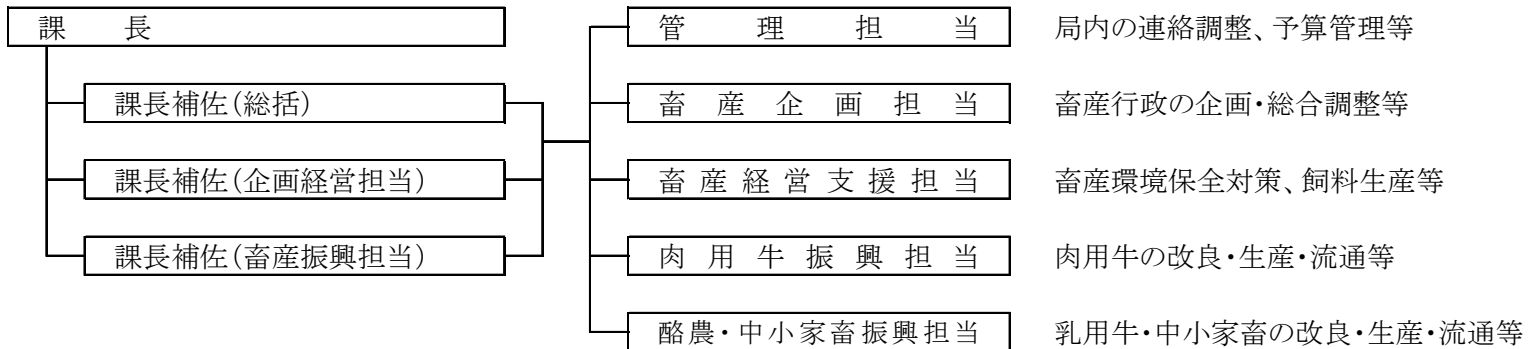 課長
管理担当 局内の連絡調整、予算管理等
課長補佐(総括)
畜産企画担当 畜産行政の企画・総合調整等
課長補佐(企画経営担当)
畜産経営支援担当 畜産環境保全対策、飼料生産等
課長補佐(畜産振興担当)
肉用牛振興担当 肉用牛の改良・生産・流通等
酪農・中小家畜振興担当 乳用牛・中小家畜の改良・生産・流通等